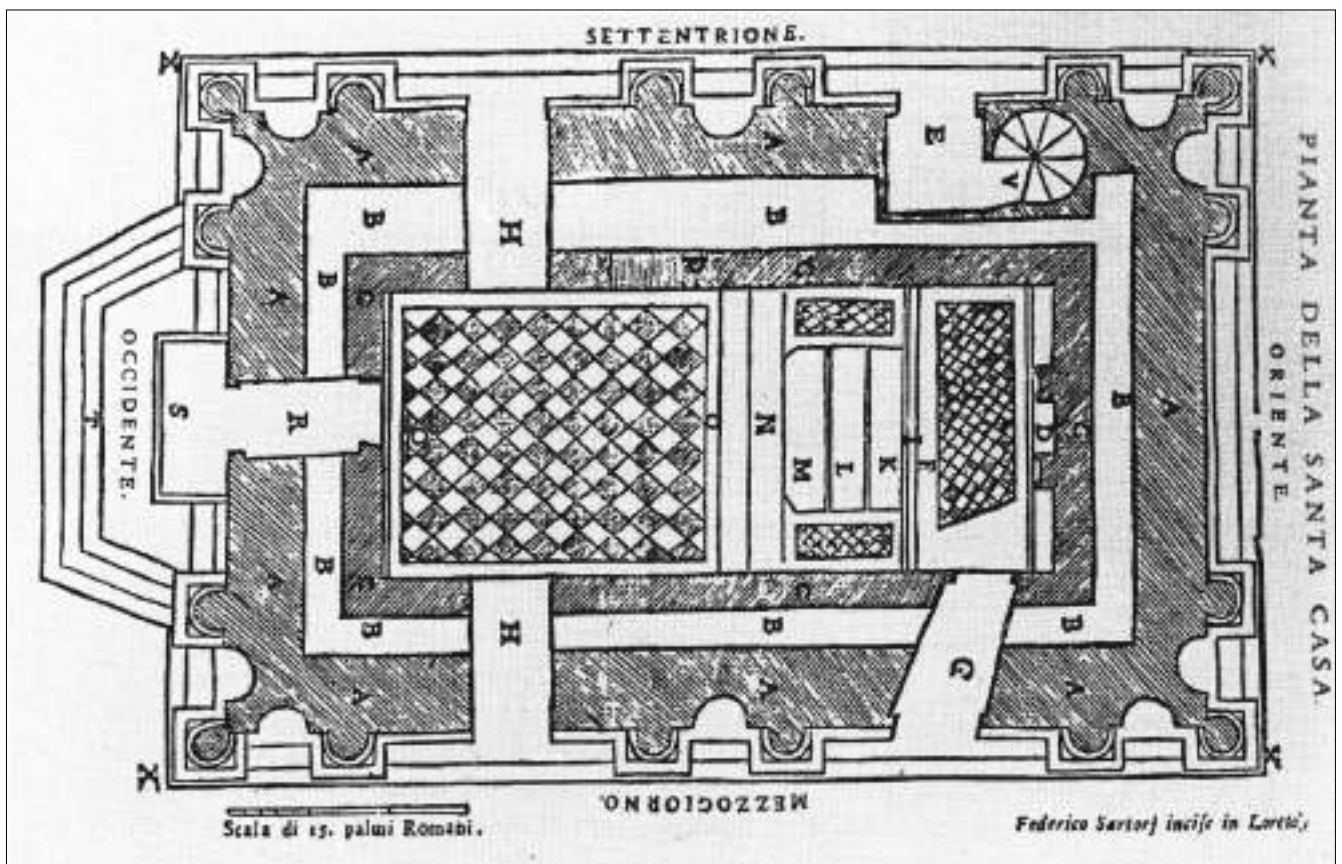 SETTENTRIONE.
PIANTA DELLA SANTA CASA.
ORIENTE
OCCIDENTE.
MEZZOGIORNO.
X
X
X
X
A
A
A
A
A
A
A
A
B
B
B
B
B
B
B
B
E
V
H
H
P
C
C
N
M
L
K
I
F
D
G
R
S
T
Scala di 15. palmi Romani.
Federico Sartorj incise in Loreto,